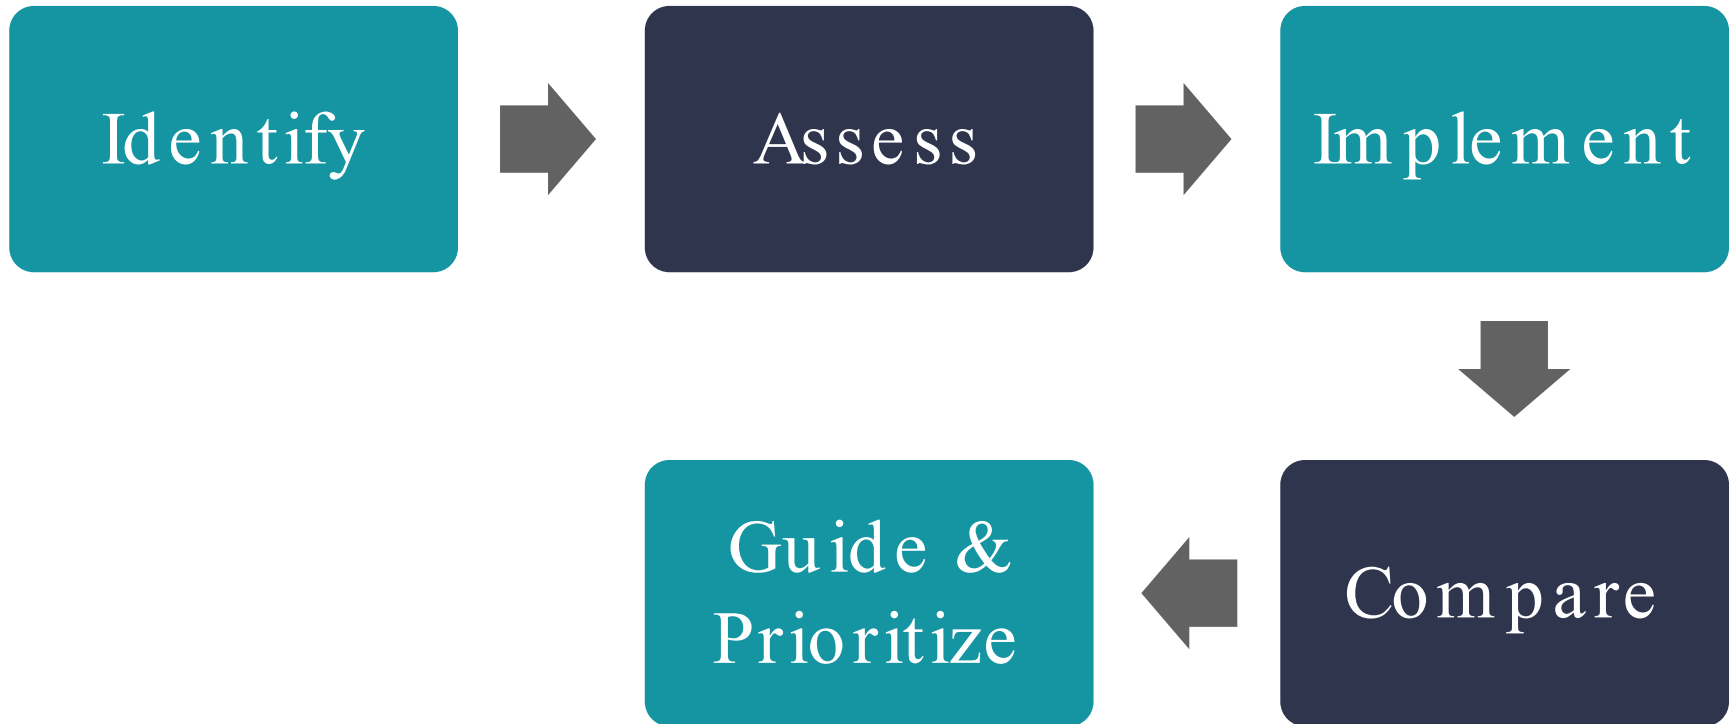 Identify
Assess
Implement
Compare
Guide &
Prioritize